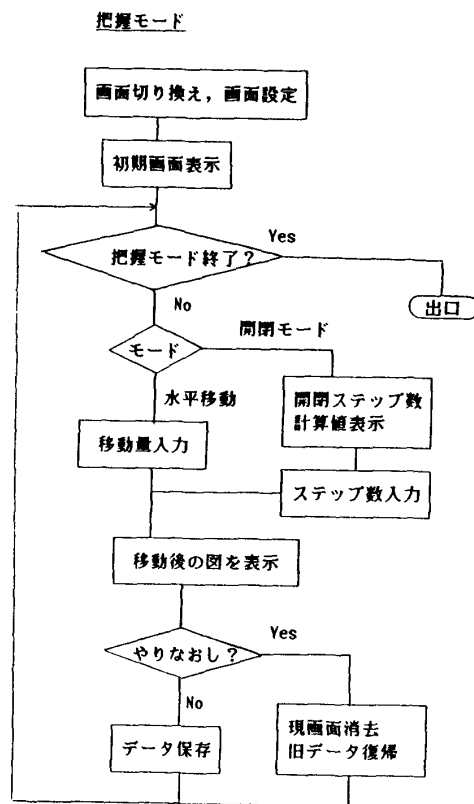 把握モード
画面切り換え，画面設定
初期画面表示
把握モード終了？
Yes
出口
No
モード
開閉モード
水平移動
開閉ステップ数
計算値表示
移動量入力
ステップ数入力
移動後の図を表示
やりなおし？
Yes
No
データ保存
現画面消去
旧データ復帰